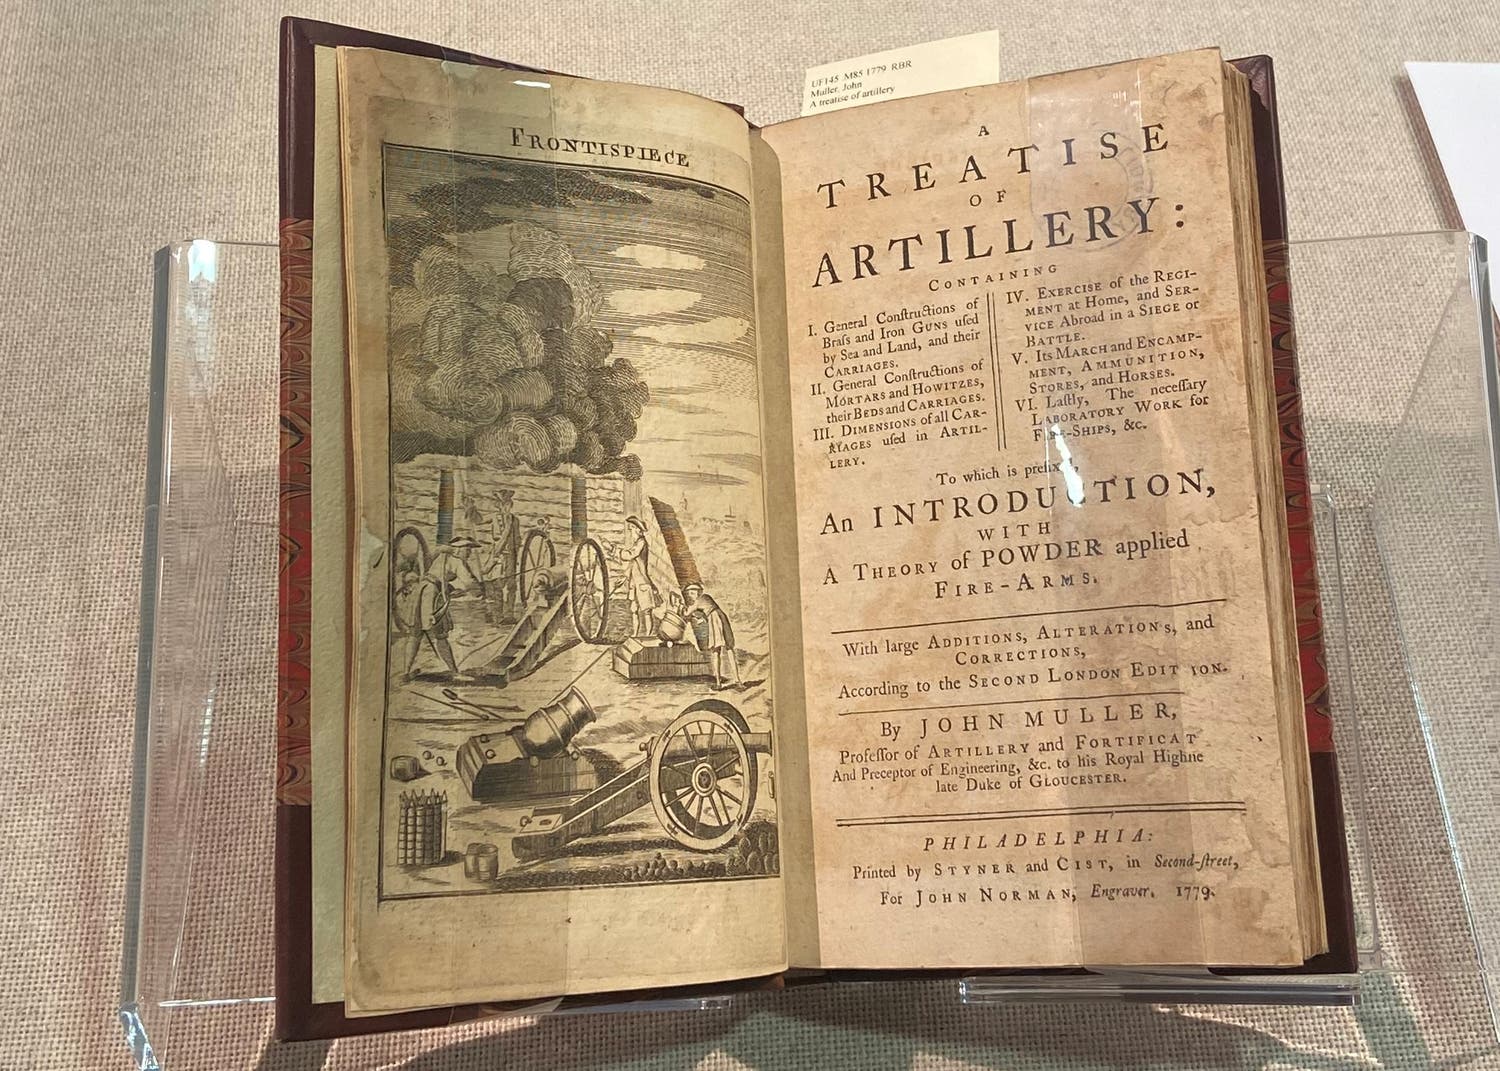 UF145 .M85 1779 RBR
Muller, John
A treatise of artillery
FRONTISPIECE
A
TREATISE
OF
ARTILLERY:
CONTAINING
I. General Conſtructions of
Braſs and Iron GUNS uſed
by Sea and Land, and their
CARRIAGES.
II. General Conſtructions of
MORTARS and HOWITZES,
their BEDS and CARRIAGES.
III. DIMENSIONS of all CAR-
RIAGES uſed in ARTIL-
LERY.
IV. EXERCISE of the REGI-
MENT at Home, and SER-
VICE Abroad in a SIEGE or
BATTLE.
V. Its MARCH and ENCAMP-
MENT, AMMUNITION,
STORES, and HORSES.
VI. Laſtly, The neceſſary
LABORATORY WORK for
FIRE-SHIPS, &c.
To which is prefix
An INTRODUCTION,
WITH
A THEORY of POWDER applied
FIRE-ARMS.
With large ADDITIONS, ALTERATIONS, and
CORRECTIONS,
According to the SECOND LONDON EDITION.
By JOHN MULLER,
Profeſſor of ARTILLERY and FORTIFICAT
And Preceptor of Engineering, &c. to his Royal Highne
late Duke of GLOUCESTER.
PHILADELPHIA:
Printed by STYNER and CIST, in Second-ſtreet,
For JOHN NORMAN, Engraver. 1779.